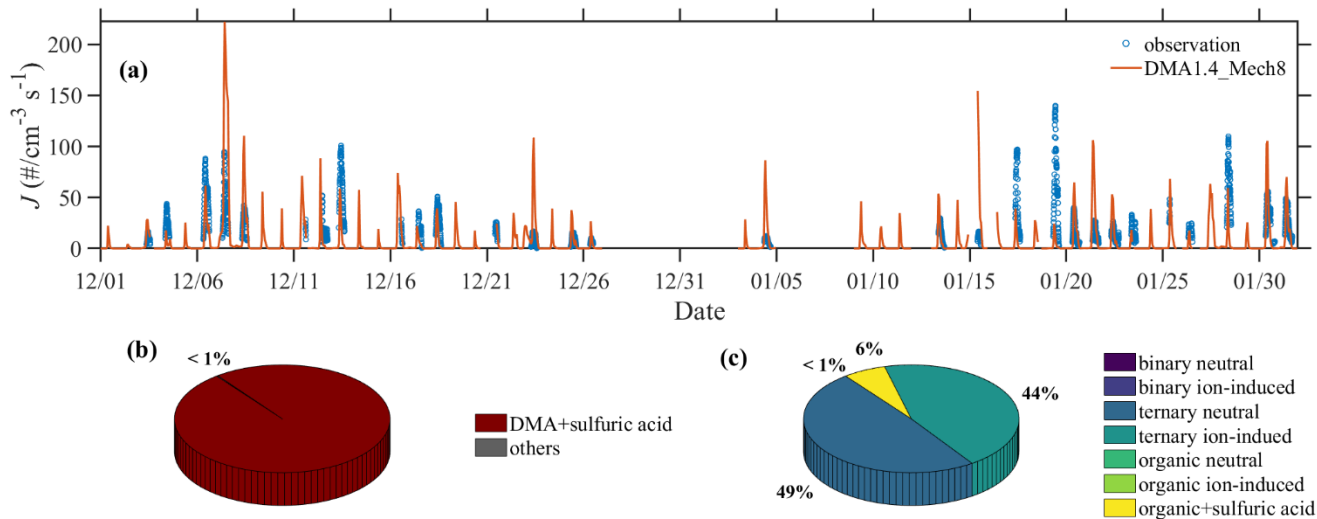 (a)
observation
DMA1.4_Mech8
J (#/cm⁻³ s⁻¹)
200
150
100
50
0
12/01 12/06 12/11 12/16 12/21 12/26 12/31 01/05 01/10 01/15 01/20 01/25 01/30
Date
(b)
< 1%
DMA+sulfuric acid
others
(c)
< 1%
6%
44%
49%
binary neutral
binary ion-induced
ternary neutral
ternary ion-indued
organic neutral
organic ion-induced
organic+sulfuric acid